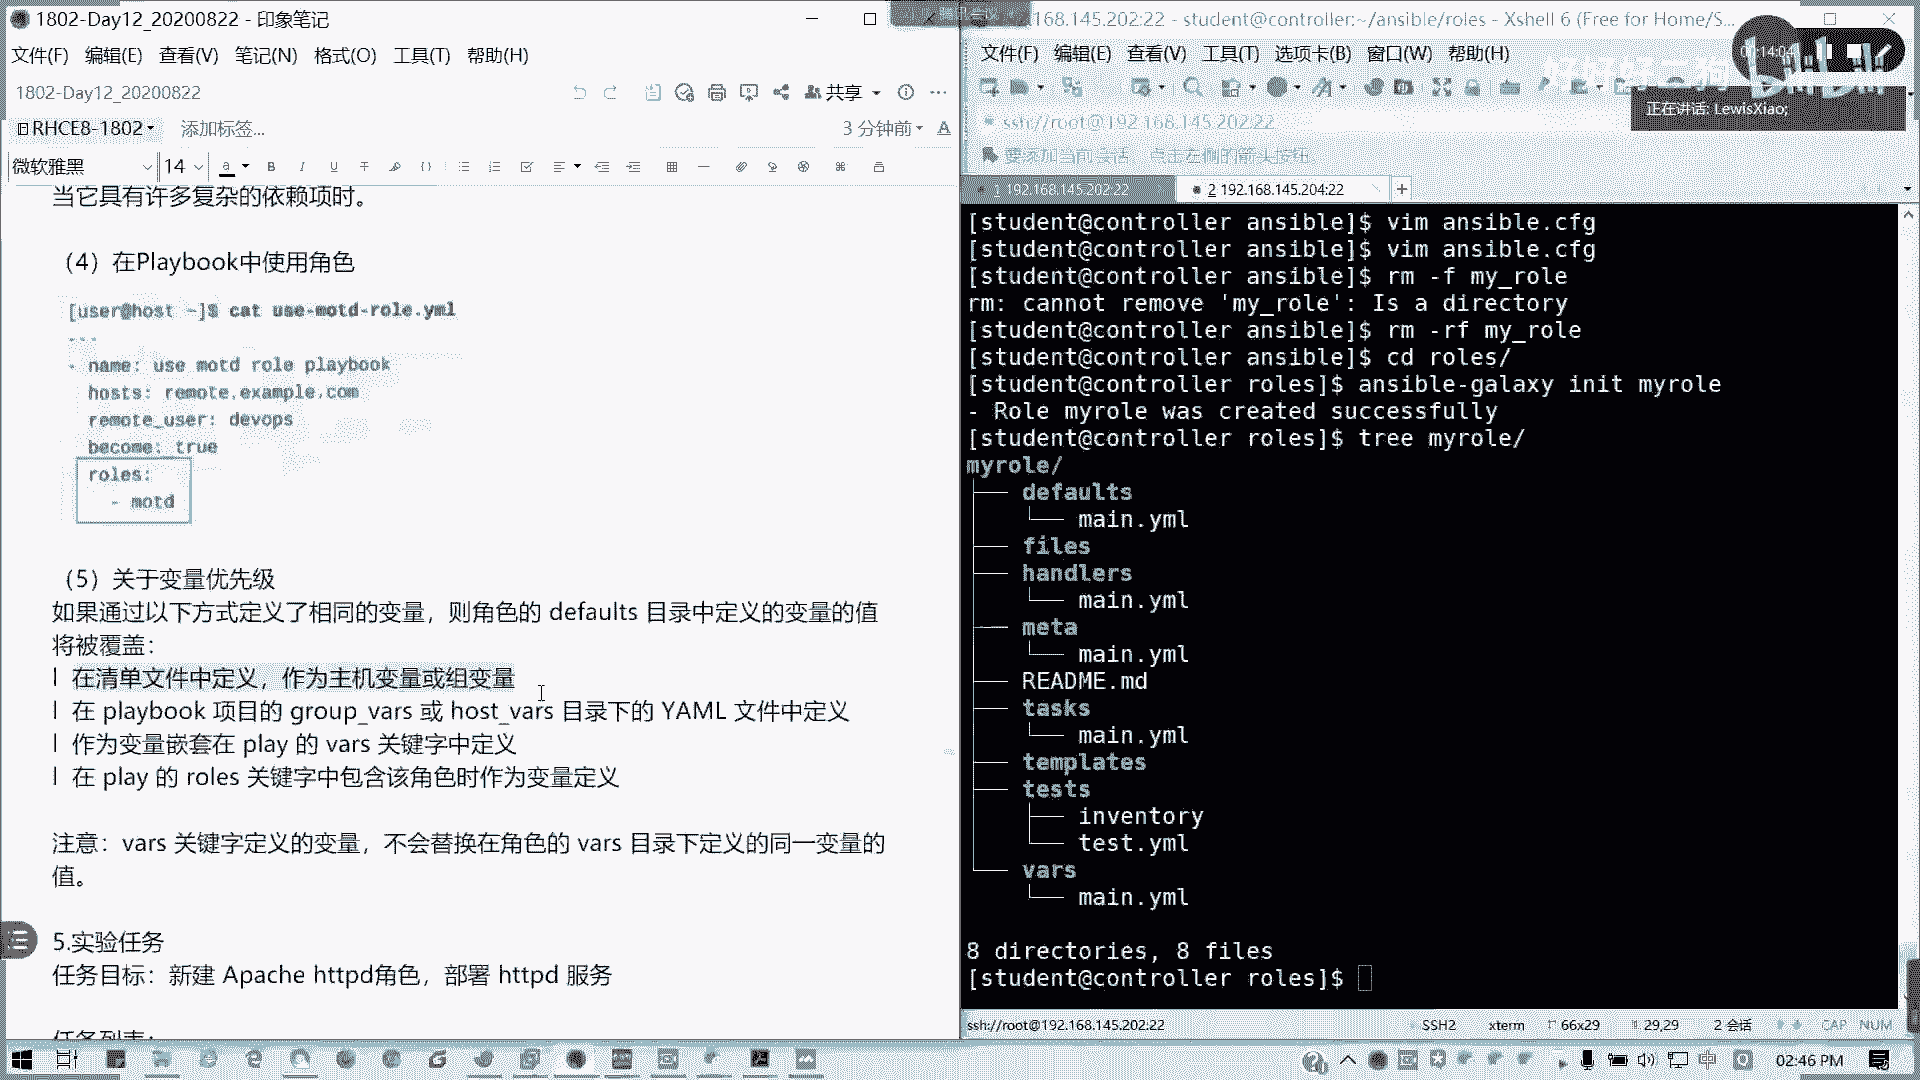 1802-Day12_20200822 - 印象笔记
文件(F) 编辑(E) 查看(V) 笔记(N) 格式(O) 工具(T) 帮助(H)
1802-Day12_20200822
共享
RHCE8-1802
添加标签...
3 分钟前
微软雅黑
14
当它具有许多复杂的依赖项时。
（4）在Playbook中使用角色
[user@host ~]$ cat use-motd-role.yml
---
- name: use motd role playbook
hosts: remote.example.com
remote_user: devops
become: true
roles:
- motd
（5）关于变量优先级
如果通过以下方式定义了相同的变量，则角色的 defaults 目录中定义的变量的值
将被覆盖：
l 在清单文件中定义，作为主机变量或组变量
l 在 playbook 项目的 group_vars 或 host_vars 目录下的 YAML 文件中定义
l 作为变量嵌套在 play 的 vars 关键字中定义
l 在 play 的 roles 关键字中包含该角色时作为变量定义
注意：vars 关键字定义的变量，不会替换在角色的 vars 目录下定义的同一变量的
值。
5.实验任务
任务目标：新建 Apache httpd角色，部署 httpd 服务
任务列表：
168.145.202:22 - student@controller:~/ansible/roles - Xshell 6 (Free for Home/S...
文件(F) 编辑(E) 查看(V) 工具(T) 选项卡(B) 窗口(W) 帮助(H)
正在讲话: LewisXiao;
ssh://root@192.168.145.202:22
要添加当前会话，点击左侧的箭头按钮。
1 192.168.145.202:22
2 192.168.145.204:22
[student@controller ansible]$ vim ansible.cfg
[student@controller ansible]$ vim ansible.cfg
[student@controller ansible]$ rm -f my_role
rm: cannot remove 'my_role': Is a directory
[student@controller ansible]$ rm -rf my_role
[student@controller ansible]$ cd roles/
[student@controller roles]$ ansible-galaxy init myrole
- Role myrole was created successfully
[student@controller roles]$ tree myrole/
myrole/
├── defaults
│   └── main.yml
├── files
├── handlers
│   └── main.yml
├── meta
│   └── main.yml
├── README.md
├── tasks
│   └── main.yml
├── templates
├── tests
│   ├── inventory
│   └── test.yml
└── vars
    └── main.yml
8 directories, 8 files
[student@controller roles]$
ssh://root@192.168.145.202:22
SSH2
xterm
66x29
29,29
2 会话
CAP NUM
中
02:46 PM